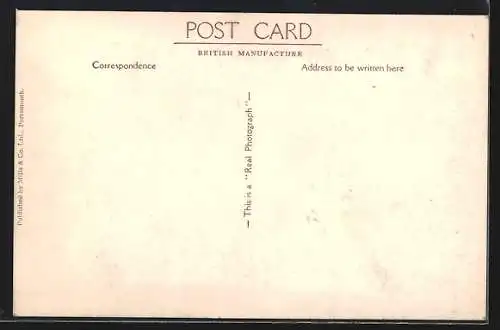 POST CARD
BRITISH MANUFACTURE
Correspondence
Address to be written here
Published by Mills & Co. Ltd., Portsmouth.
— This is a "Real Photograph" —